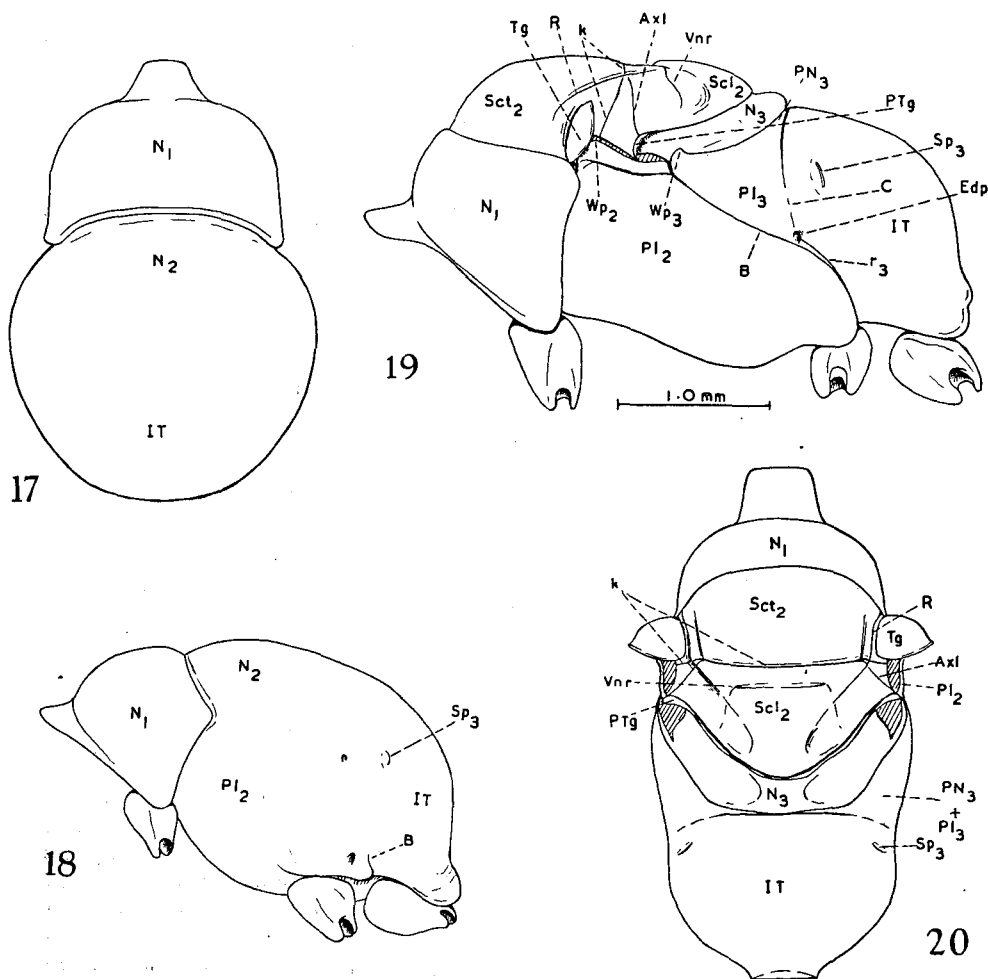 N1
N2
IT
17
Tg
R
k
Axl
Vnr
Sct2
Scl2
PN3
N3
PTg
Sp3
C
Edp
IT
r3
N1
Wp2
Wp3
Pl3
Pl2
B
19
1.0 mm
N2
N1
Sp3
Pl2
IT
B
18
N1
k
Sct2
R
Tg
Axl
Vnr
Scl2
Pl2
PTg
N3
PN3
+
Pl3
Sp3
IT
20